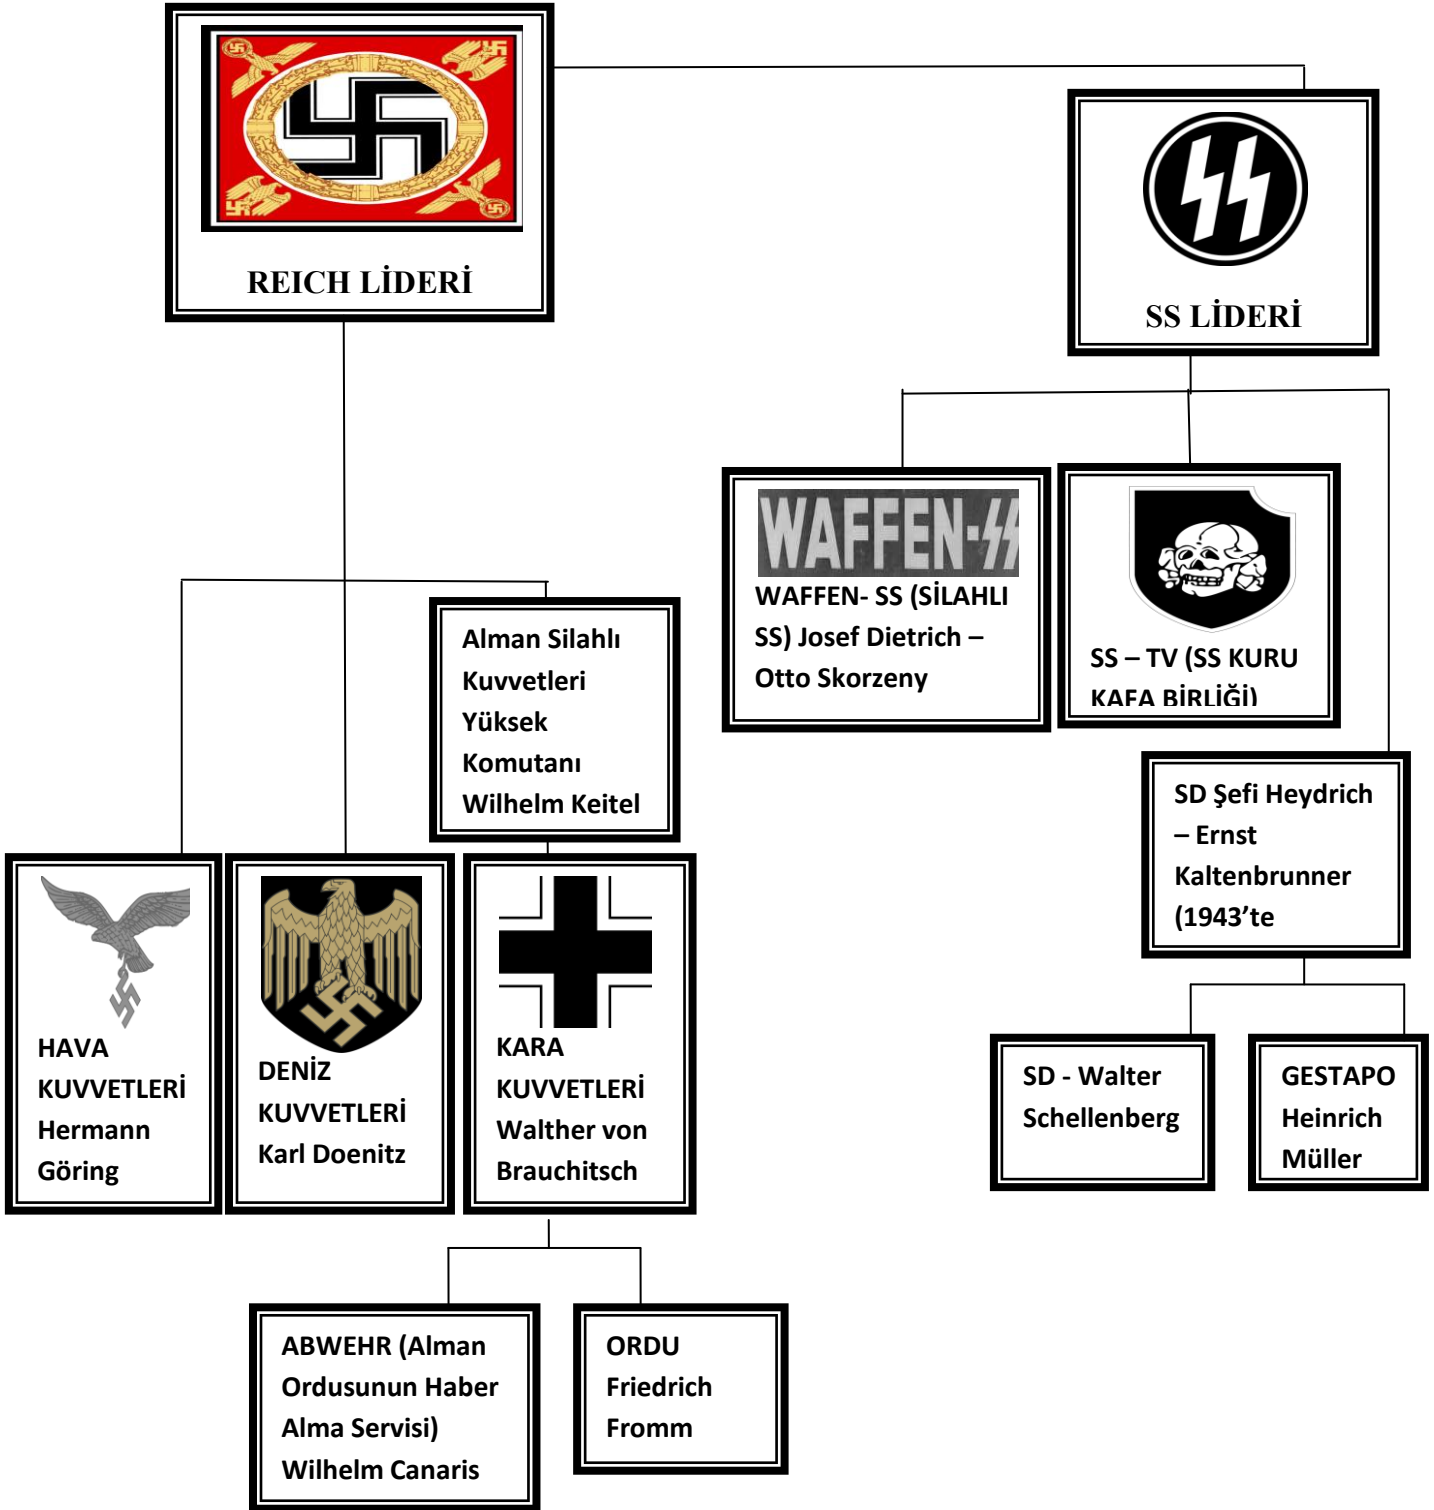 REICH LİDERİ
SS LİDERİ
WAFFEN-SS
WAFFEN- SS (SİLAHLI
SS) Josef Dietrich –
Otto Skorzeny
SS – TV (SS KURU
KAFA BİRLİĞİ)
Alman Silahlı
Kuvvetleri
Yüksek
Komutanı
Wilhelm Keitel
SD Şefi Heydrich
– Ernst
Kaltenbrunner
(1943’te
HAVA
KUVVETLERİ
Hermann
Göring
DENİZ
KUVVETLERİ
Karl Doenitz
KARA
KUVVETLERİ
Walther von
Brauchitsch
SD - Walter
Schellenberg
GESTAPO
Heinrich
Müller
ABWEHR (Alman
Ordusunun Haber
Alma Servisi)
Wilhelm Canaris
ORDU
Friedrich
Fromm